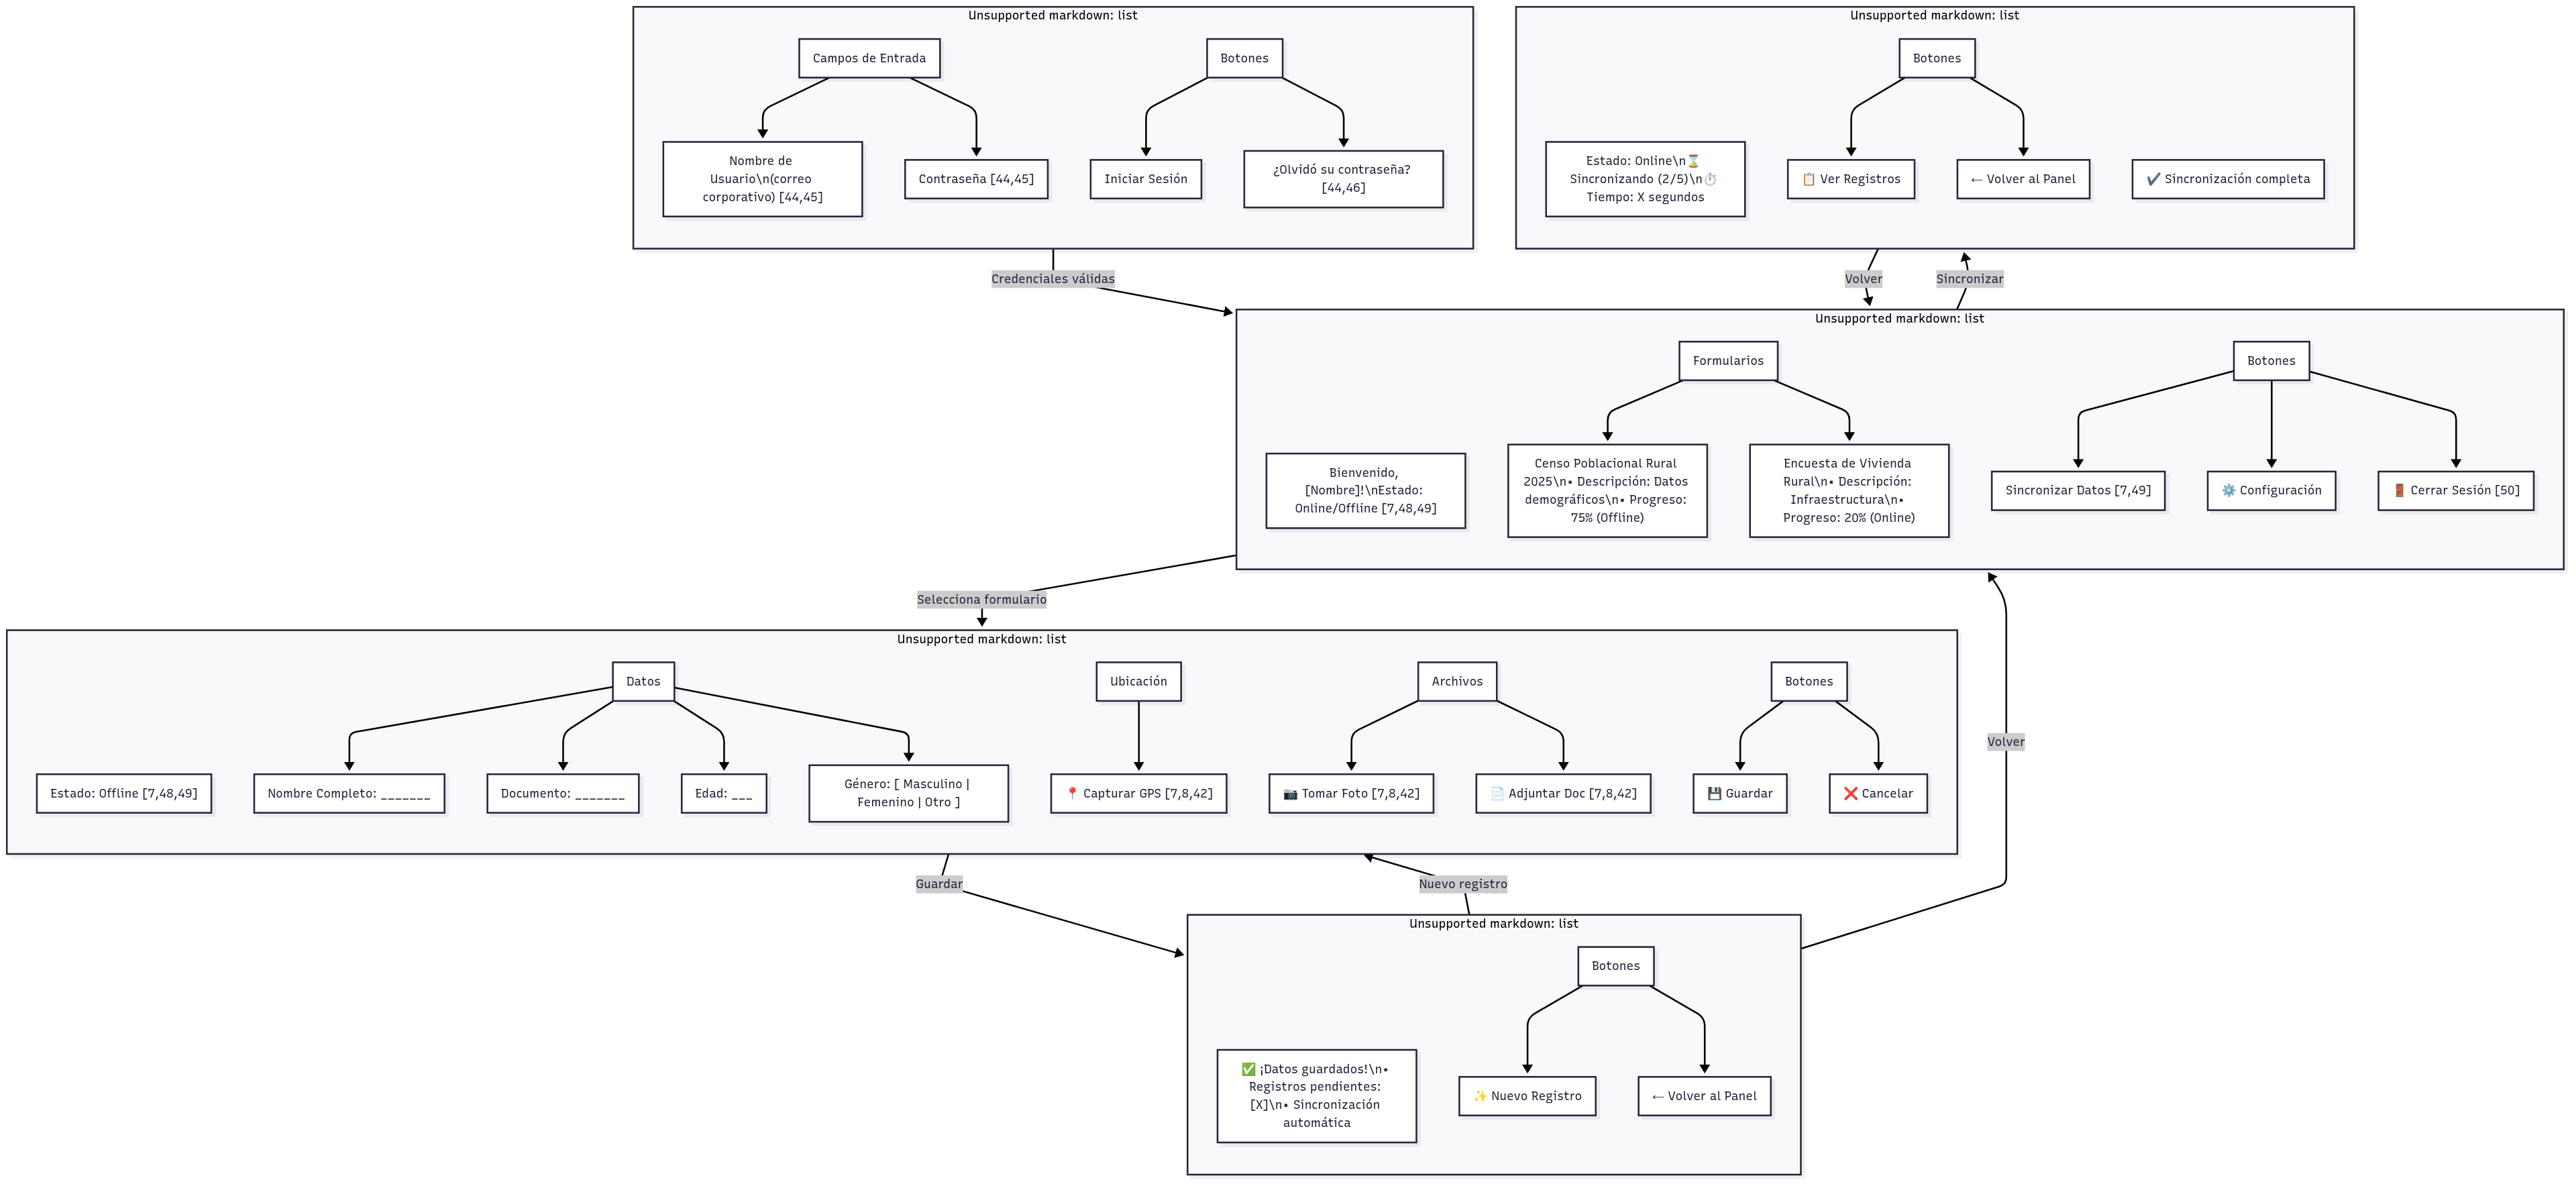 Unsupported markdown: list
Campos de Entrada
Botones
Nombre de
Usuario\n(correo
corporativo) [44,45]
Contraseña [44,45]
Iniciar Sesión
¿Olvidó su contraseña?
[44,46]
Unsupported markdown: list
Botones
Estado: Online\n⌛
Sincronizando (2/5)\n⏱️
Tiempo: X segundos
📋 Ver Registros
← Volver al Panel
✔️ Sincronización completa
Credenciales válidas
Volver
Sincronizar
Unsupported markdown: list
Formularios
Botones
Bienvenido,
[Nombre]!\nEstado:
Online/Offline [7,48,49]
Censo Poblacional Rural
2025\n▪ Descripción: Datos
demográficos\n▪ Progreso:
75% (Offline)
Encuesta de Vivienda
Rural\n▪ Descripción:
Infraestructura\n▪
Progreso: 20% (Online)
Sincronizar Datos [7,49]
⚙️ Configuración
🚪 Cerrar Sesión [50]
Selecciona formulario
Unsupported markdown: list
Datos
Ubicación
Archivos
Botones
Estado: Offline [7,48,49]
Nombre Completo: _______
Documento: _______
Edad: ___
Género: [ Masculino |
Femenino | Otro ]
📍 Capturar GPS [7,8,42]
📷 Tomar Foto [7,8,42]
📄 Adjuntar Doc [7,8,42]
💾 Guardar
❌ Cancelar
Volver
Guardar
Nuevo registro
Unsupported markdown: list
Botones
✅ ¡Datos guardados!\n▪
Registros pendientes:
[X]\n▪ Sincronización
automática
✨ Nuevo Registro
← Volver al Panel